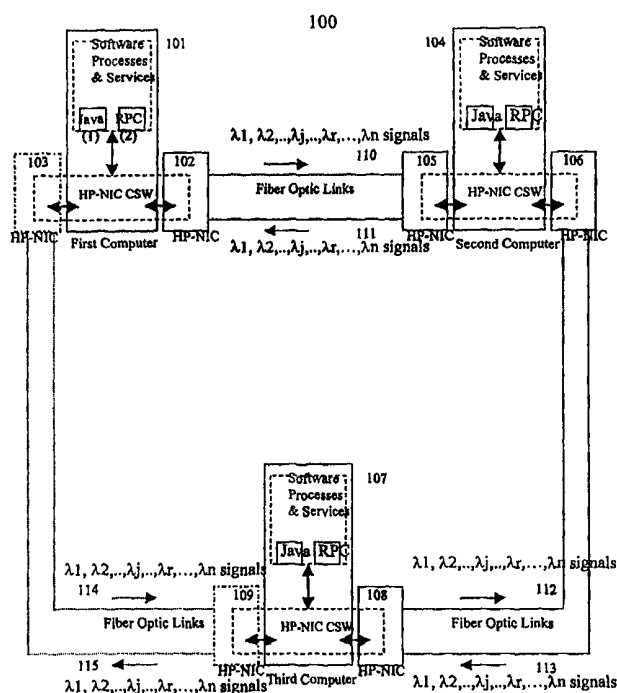 100
101
Software
Processes
& Services
Java RPC
(1) (2)
104
Software
Processes
& Services
Java RPC
λ1, λ2,..,λj,..,λr,…,λn signals
110
Fiber Optic Links
111
λ1, λ2,..,λj,..,λr,…,λn signals
103
102
HP-NIC CSW
HP-NIC
First Computer
HP-NIC
105
106
HP-NIC CSW
HP-NIC
Second Computer
HP-NIC
107
Software
Processes
& Services
Java RPC
λ1, λ2,..,λj,..,λr,…,λn signals
114
Fiber Optic Links
115
λ1, λ2,..,λj,..,λr,…,λn signals
109
108
HP-NIC CSW
HP-NIC
Third Computer
HP-NIC
λ1, λ2,..,λj,..,λr,…,λn signals
112
Fiber Optic Links
113
λ1, λ2,..,λj,..,λr,…,λn signals